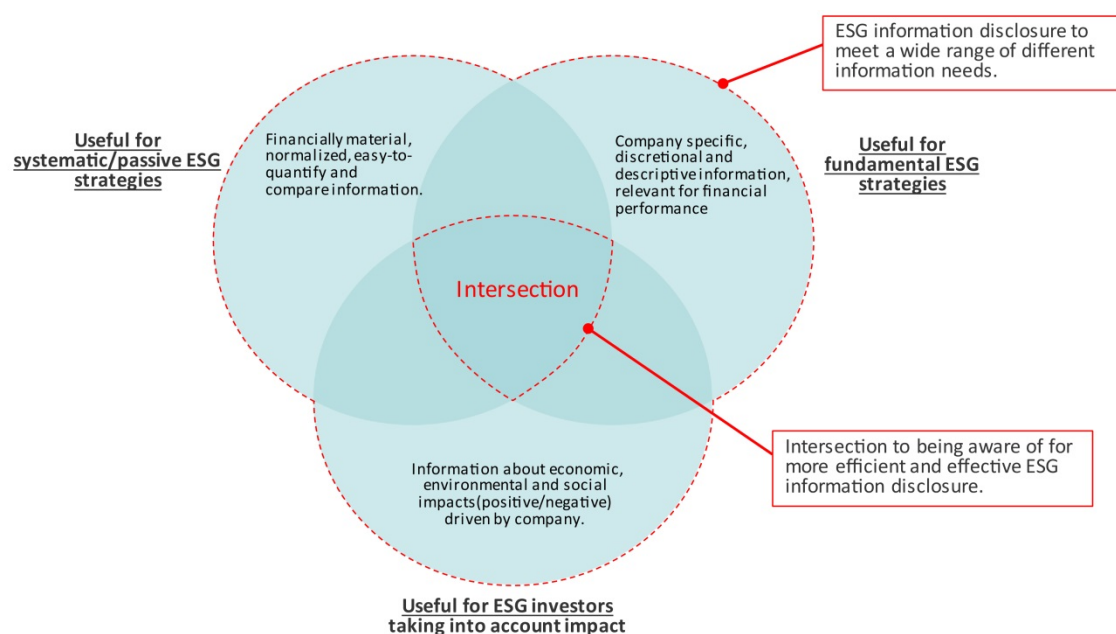 ESG information disclosure to
meet a wide range of different
information needs.
Useful for
systematic/passive ESG
strategies
Financially material,
normalized, easy-to-
quantify and
compare information.
Company specific,
discretional and
descriptive information,
relevant for financial
performance
Useful for
fundamental ESG
strategies
Intersection
Intersection to being aware of for
more efficient and effective ESG
information disclosure.
Information about economic,
environmental and social
impacts(positive/negative)
driven by company.
Useful for ESG investors
taking into account impact